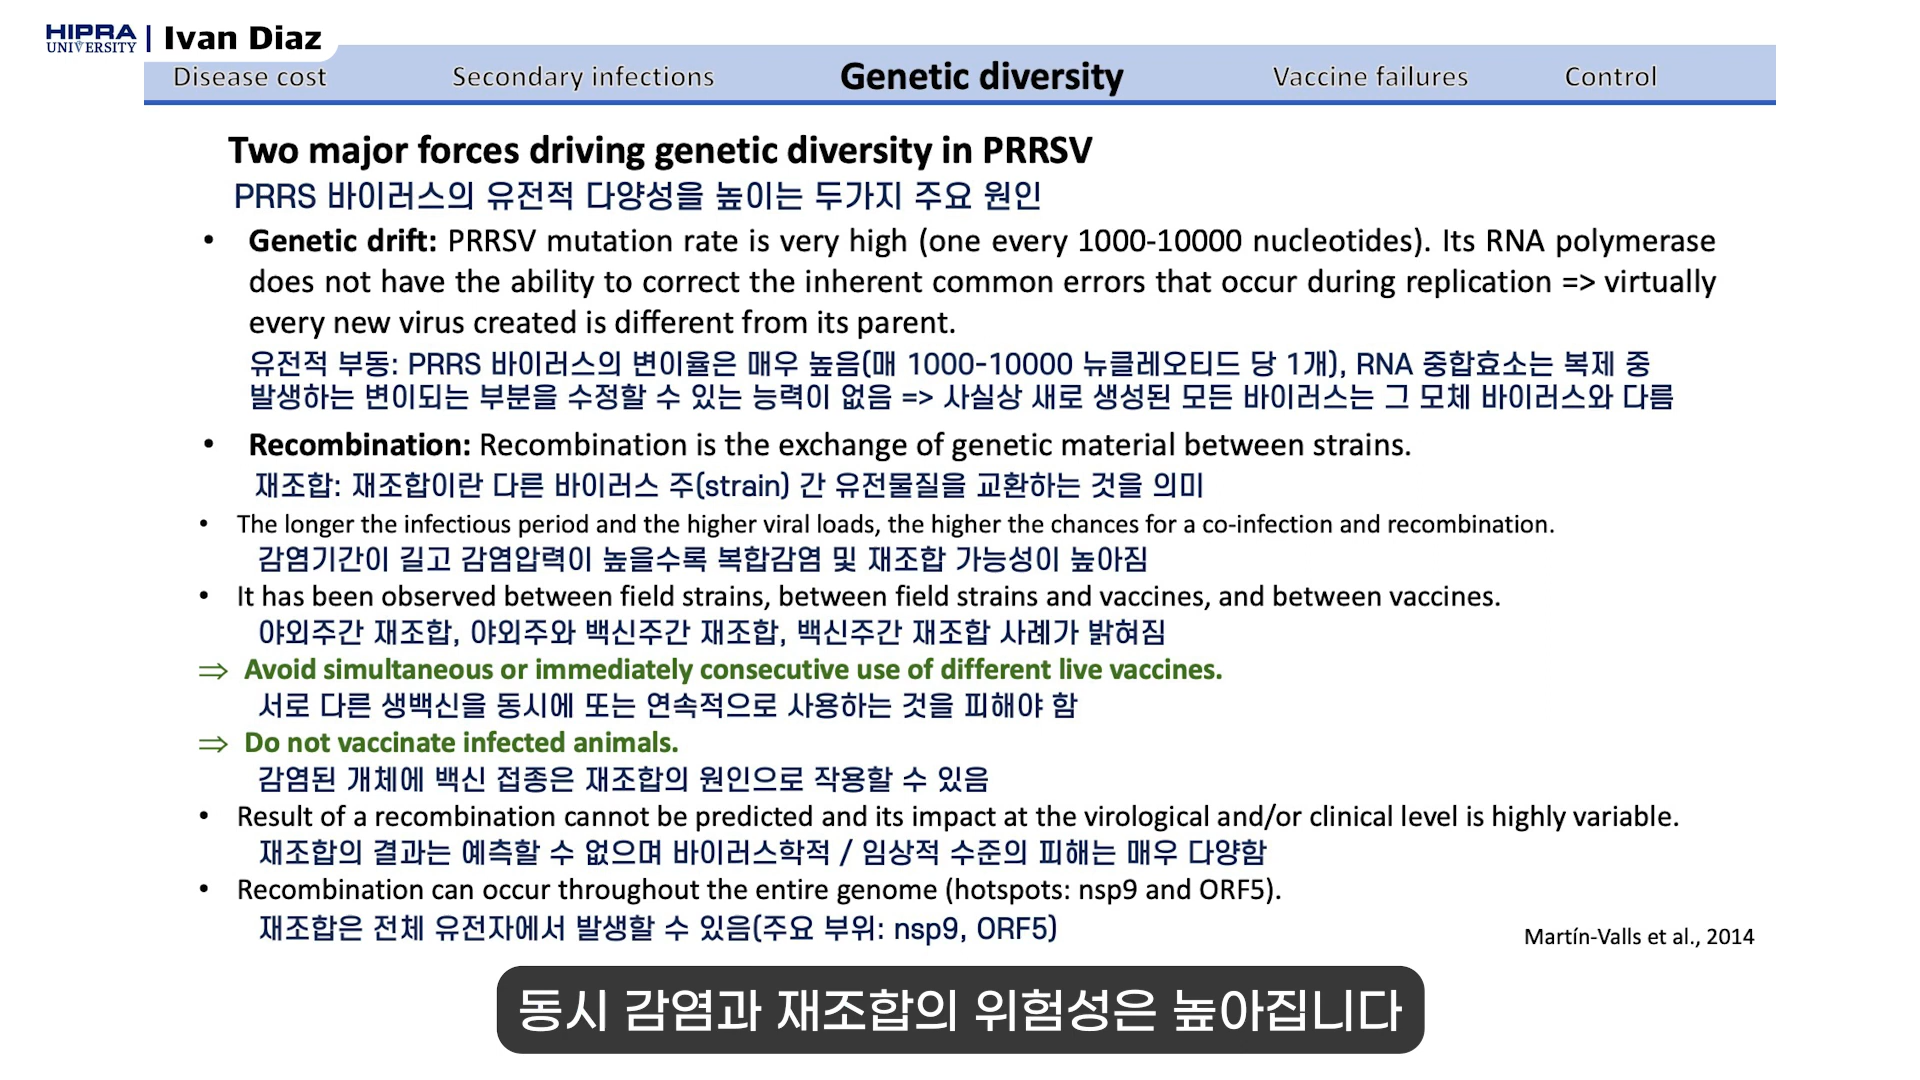 HIPRA
UNIVERSITY
Ivan Diaz
Disease cost
Secondary infections
Genetic diversity
Vaccine failures
Control
Two major forces driving genetic diversity in PRRSV
PRRS 바이러스의 유전적 다양성을 높이는 두가지 주요 원인
• Genetic drift: PRRSV mutation rate is very high (one every 1000-10000 nucleotides). Its RNA polymerase
does not have the ability to correct the inherent common errors that occur during replication => virtually
every new virus created is different from its parent.
유전적 부동: PRRS 바이러스의 변이율은 매우 높음(매 1000-10000 뉴클레오티드 당 1개), RNA 중합효소는 복제 중
발생하는 변이되는 부분을 수정할 수 있는 능력이 없음 => 사실상 새로 생성된 모든 바이러스는 그 모체 바이러스와 다름
• Recombination: Recombination is the exchange of genetic material between strains.
재조합: 재조합이란 다른 바이러스 주(strain) 간 유전물질을 교환하는 것을 의미
• The longer the infectious period and the higher viral loads, the higher the chances for a co-infection and recombination.
감염기간이 길고 감염압력이 높을수록 복합감염 및 재조합 가능성이 높아짐
• It has been observed between field strains, between field strains and vaccines, and between vaccines.
야외주간 재조합, 야외주와 백신주간 재조합, 백신주간 재조합 사례가 밝혀짐
⇒ Avoid simultaneous or immediately consecutive use of different live vaccines.
서로 다른 생백신을 동시에 또는 연속적으로 사용하는 것을 피해야 함
⇒ Do not vaccinate infected animals.
감염된 개체에 백신 접종은 재조합의 원인으로 작용할 수 있음
• Result of a recombination cannot be predicted and its impact at the virological and/or clinical level is highly variable.
재조합의 결과는 예측할 수 없으며 바이러스학적 / 임상적 수준의 피해는 매우 다양함
• Recombination can occur throughout the entire genome (hotspots: nsp9 and ORF5).
재조합은 전체 유전자에서 발생할 수 있음(주요 부위: nsp9, ORF5)
Martín-Valls et al., 2014
동시 감염과 재조합의 위험성은 높아집니다